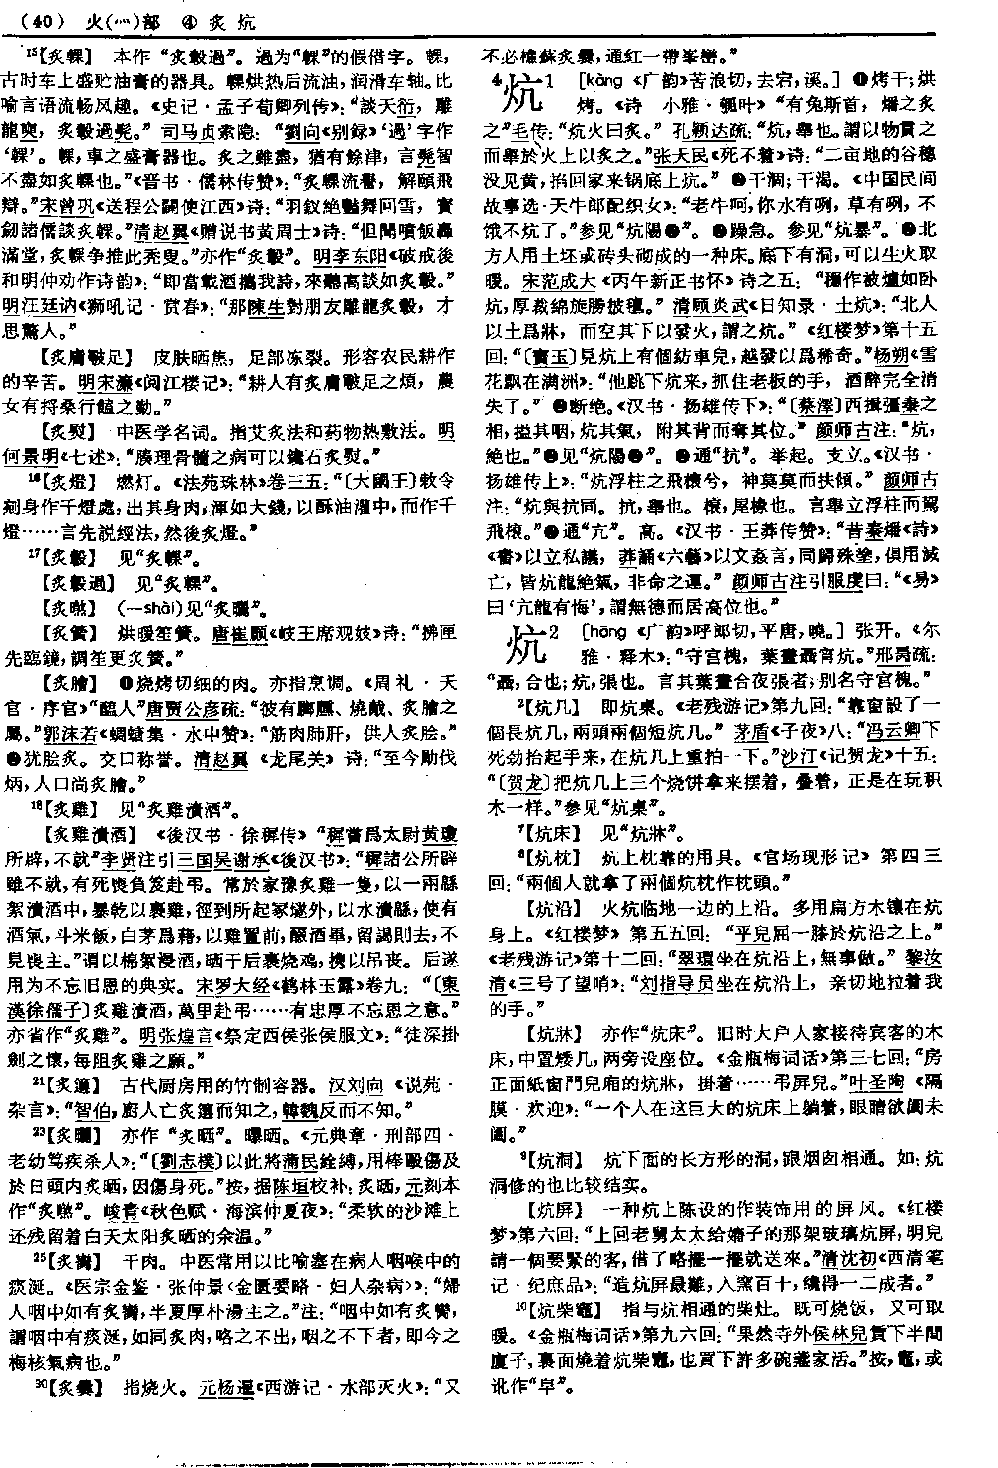 (40) 火(灬)部 ④ 炙 炕
15【炙輠】 本作“炙轂過”。過为“輠”的假借字。輠，
古时车上盛贮油膏的器具。輠烘热后流油，润滑车轴。比
喻言语流畅风趣。《史记·孟子荀卿列传》：“談天衍，雕
龍奭，炙轂過髡。”司马贞索隐：“劉向《别録》‘過’字作
‘輠’。輠，車之盛膏器也。炙之雖盡，猶有餘津，言髡智
不盡如炙輠也。”《晋书·儒林传赞》：“炙輠流譽，解頤飛
辯。”宋曾巩《送程公闢使江西》诗：“羽釵絶豔舞回雪，賓
劒諸儒談炙輠。”清赵翼《赠说书黄周士》诗：“但聞噴飯轟
滿堂，炙輠争推此秃叟。”亦作“炙轂”。明李东阳《破戒後
和明仲劝作诗韵》：“即當載酒攜我詩，來聽高談如炙轂。”
明汪廷讷《狮吼记·赏春》：“那陳生對朋友雕龍炙轂，才
思驚人。”
【炙膚皸足】 皮肤晒焦，足部冻裂。形容农民耕作
的辛苦。明宋濂《阅江楼记》：“耕人有炙膚皸足之煩，農
女有捋桑行饁之勤。”
【炙熨】 中医学名词。指艾灸法和药物热敷法。明
何景明《七述》：“腠理骨髓之病可以鑱石炙熨。”
16【炙燈】 燃灯。《法苑珠林》卷三五：“〔大國王〕敕令
剜身作千燈處，出其身肉，深如大錢，以酥油灌中，而作千
燈……言先説經法，然後炙燈。”
17【炙轂】 见“炙輠”。
【炙轂過】 见“炙輠”。
【炙㬠】 (—shài)见“炙曬”。
【炙簧】 烘暖笙簧。唐崔颢《岐王席观妓》诗：“拂匣
先臨鏡，調笙更炙簧。”
【炙膾】 ❶烧烤切细的肉。亦指烹调。《周礼·天
官·序官》“醢人”唐贾公彦疏：“彼有膷臐、燒胾、炙膾之
屬。”郭沫若《蜩螗集·水中赞》：“筋肉肺肝，供人炙脍。”
❷犹脍炙。交口称誉。清赵翼《龙尾关》诗：“至今勛伐
炳，人口尚炙膾。”
18【炙雞】 见“炙雞漬酒”。
【炙雞漬酒】 《後汉书·徐穉传》“穉嘗爲太尉黄瓊
所辟，不就”李贤注引三国吴谢承《後汉书》：“穉諸公所辟
雖不就，有死喪負笈赴弔。常於家豫炙雞一隻，以一兩緜
絮漬酒中，暴乾以裹雞，徑到所起冢隧外，以水漬緜，使有
酒氣，斗米飯，白茅爲藉，以雞置前，醊酒畢，留謁則去，不
見喪主。”谓以棉絮浸酒，晒干后裹烧鸡，携以吊丧。后遂
用为不忘旧恩的典实。宋罗大经《鹤林玉露》卷九：“〔東
漢徐儒子〕炙雞漬酒，萬里赴弔……有忠厚不忘恩之意。”
亦省作“炙雞”。明张煌言《祭定西侯张侯服文》：“徒深掛
劍之懷，每阻炙雞之願。”
21【炙籩】 古代厨房用的竹制容器。汉刘向《说苑·
杂言》：“智伯，廚人亡炙籩而知之，韓魏反而不知。”
23【炙曬】 亦作“炙晒”。曝晒。《元典章·刑部四·
老幼笃疾杀人》：“〔劉志樸〕以此將蒲民綑縛，用棒毆傷及
於日頭内炙晒，因傷身死。”按，据陈垣校补：炙晒，元刻本
作“炙㬠”。峻青《秋色赋·海滨仲夏夜》：“柔软的沙滩上
还残留着白天太阳炙晒的余温。”
25【炙臠】 干肉。中医常用以比喻塞在病人咽喉中的
痰涎。《医宗金鉴·张仲景〈金匮要略·妇人杂病〉》：“婦
人咽中如有炙臠，半夏厚朴湯主之。”注：“咽中如有炙臠，
謂咽中有痰涎，如同炙肉，咯之不出，咽之不下者，即今之
梅核氣病也。”
30【炙爨】 指烧火。元杨暹《西游记·水部灭火》：“又
不必樵蘇炙爨，通紅一帶峯巒。”
4炕1 [kàng《广韵》苦浪切，去宕，溪。] ❶烤干；烘
烤。《诗·小雅·瓠叶》“有兔斯首，燔之炙
之”毛传：“炕火曰炙。”孔颖达疏：“炕，舉也。謂以物貫之
而舉於火上以炙之。”张天民《死不着》诗：“二亩地的谷穗
没见黄，掐回家来锅底上炕。” ❷干涸；干渴。《中国民间
故事选·天牛郎配织女》：“老牛呵，你水有咧，草有咧，不
饿不炕了。”参见“炕陽❶”。 ❸躁急。参见“炕暴”。 ❹北
方人用土坯或砖头砌成的一种床。底下有洞，可以生火取
暖。宋范成大《丙午新正书怀》诗之五：“穩作被爐如卧
炕，厚裁綿旋勝披氊。”清顾炎武《日知录·土炕》：“北人
以土爲牀，而空其下以發火，謂之炕。”《红楼梦》第十五
回：“〔寶玉〕見炕上有個紡車兒，越發以爲稀奇。”杨朔《雪
花飘在满洲》：“他跳下炕来，抓住老板的手，酒醉完全消
失了。” ❺断绝。《汉书·扬雄传下》：“〔蔡澤〕西揖彊秦之
相，搤其咽，炕其氣，附其背而奪其位。”颜师古注：“炕，
絶也。”❻见“炕陽❷”。❼通“抗”。举起。支立。《汉书·
扬雄传上》：“炕浮柱之飛榱兮，神莫莫而扶傾。”颜师古
注：“炕與抗同。抗，舉也。榱，屋椽也。言舉立浮柱而駕
飛榱。”❽通“亢”。高。《汉书·王莽传赞》：“昔秦燔《詩》
《書》以立私議，莽誦《六藝》以文姦言，同歸殊塗，俱用滅
亡，皆炕龍絶氣，非命之運。”颜师古注引服虔曰：“《易》
曰‘亢龍有悔’，謂無德而居高位也。”
炕2 [hāng《广韵》呼郎切，平唐，晓。] 张开。《尔
雅·释木》：“守宫槐，葉晝聶宵炕。”邢昺疏：
“聶，合也；炕，張也。言其葉晝合夜張者，别名守宫槐。”
2【炕几】 即炕桌。《老残游记》第九回：“靠窗設了一
個長炕几，兩頭兩個短炕几。”茅盾《子夜》八：“冯云卿下
死劲抬起手来，在炕几上重拍一下。”沙汀《记贺龙》十五：
“〔贺龙〕把炕几上三个烧饼拿来摆着，叠着，正是在玩积
木一样。”参见“炕桌”。
7【炕床】 见“炕牀”。
8【炕枕】 炕上枕靠的用具。《官场现形记》第四三
回：“兩個人就拿了兩個炕枕作枕頭。”
【炕沿】 火炕临地一边的上沿。多用扁方木镶在炕
身上。《红楼梦》第五五回：“平兒屈一膝於炕沿之上。”
《老残游记》第十二回：“翠環坐在炕沿上，無事做。”黎汝
清《三号了望哨》：“刘指导员坐在炕沿上，亲切地拉着我
的手。”
【炕牀】 亦作“炕床”。旧时大户人家接待宾客的木
床，中置矮几，两旁设座位。《金瓶梅词话》第三七回：“房
正面紙窗門兒廂的炕牀，掛着……弔屏兒。”叶圣陶《隔
膜·欢迎》：“一个人在这巨大的炕床上躺着，眼睛欲阖未
阖。”
9【炕洞】 炕下面的长方形的洞，跟烟囱相通。如：炕
洞修的也比较结实。
【炕屏】 一种炕上陈设的作装饰用的屏风。《红楼
梦》第六回：“上回老舅太太给嬸子的那架玻璃炕屏，明兒
請一個要緊的客，借了略擺一擺就送來。”清沈初《西清笔
记·纪庶品》：“造炕屏最難，入窯百十，纔得一二成者。”
10【炕柴竈】 指与炕相通的柴灶。既可烧饭，又可取
暖。《金瓶梅词话》第九六回：“果然寺外侯林兒賃下半間
廈子，裏面燒着炕柴竈，也買下許多碗盞家活。”按，竈，或
讹作“皁”。